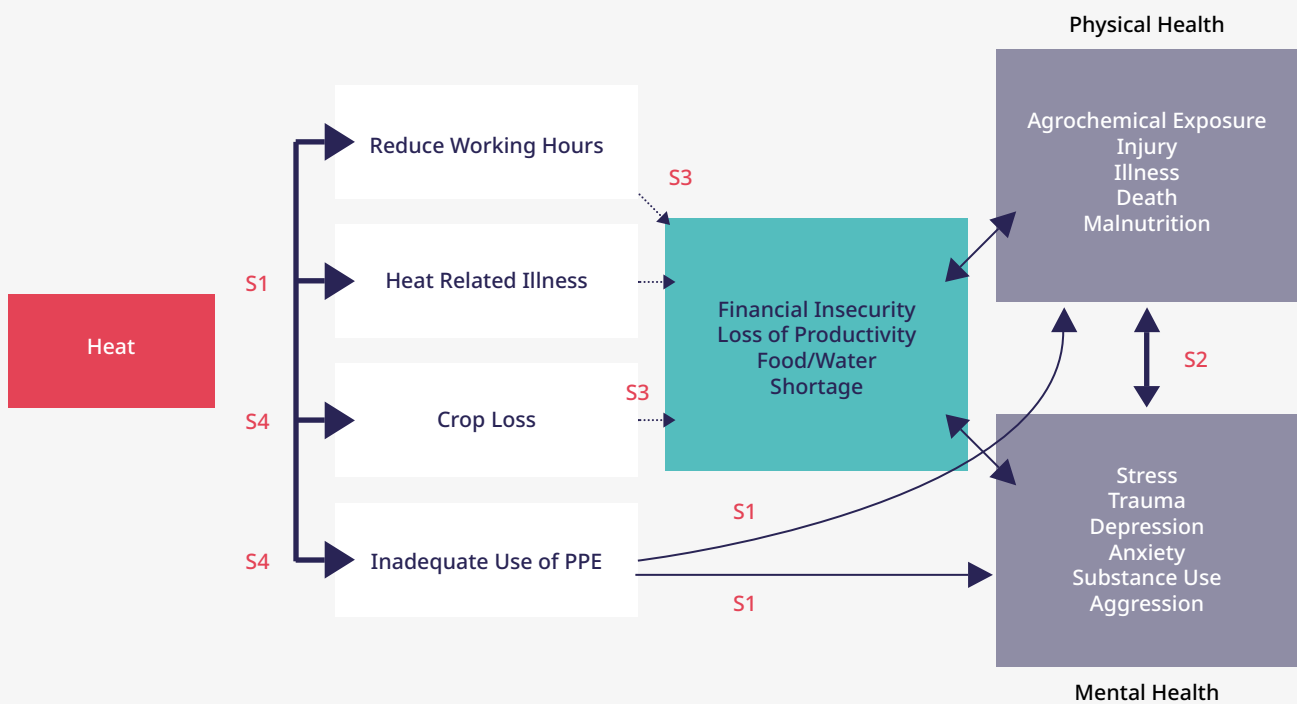 Physical Health
Agrochemical Exposure
Injury
Illness
Death
Malnutrition
Reduce Working Hours
S3
S1
Heat Related Illness
Heat
Financial Insecurity
Loss of Productivity
Food/Water
Shortage
S2
S3
S4
Crop Loss
S1
S4
Inadequate Use of PPE
S1
Stress
Trauma
Depression
Anxiety
Substance Use
Aggression
Mental Health